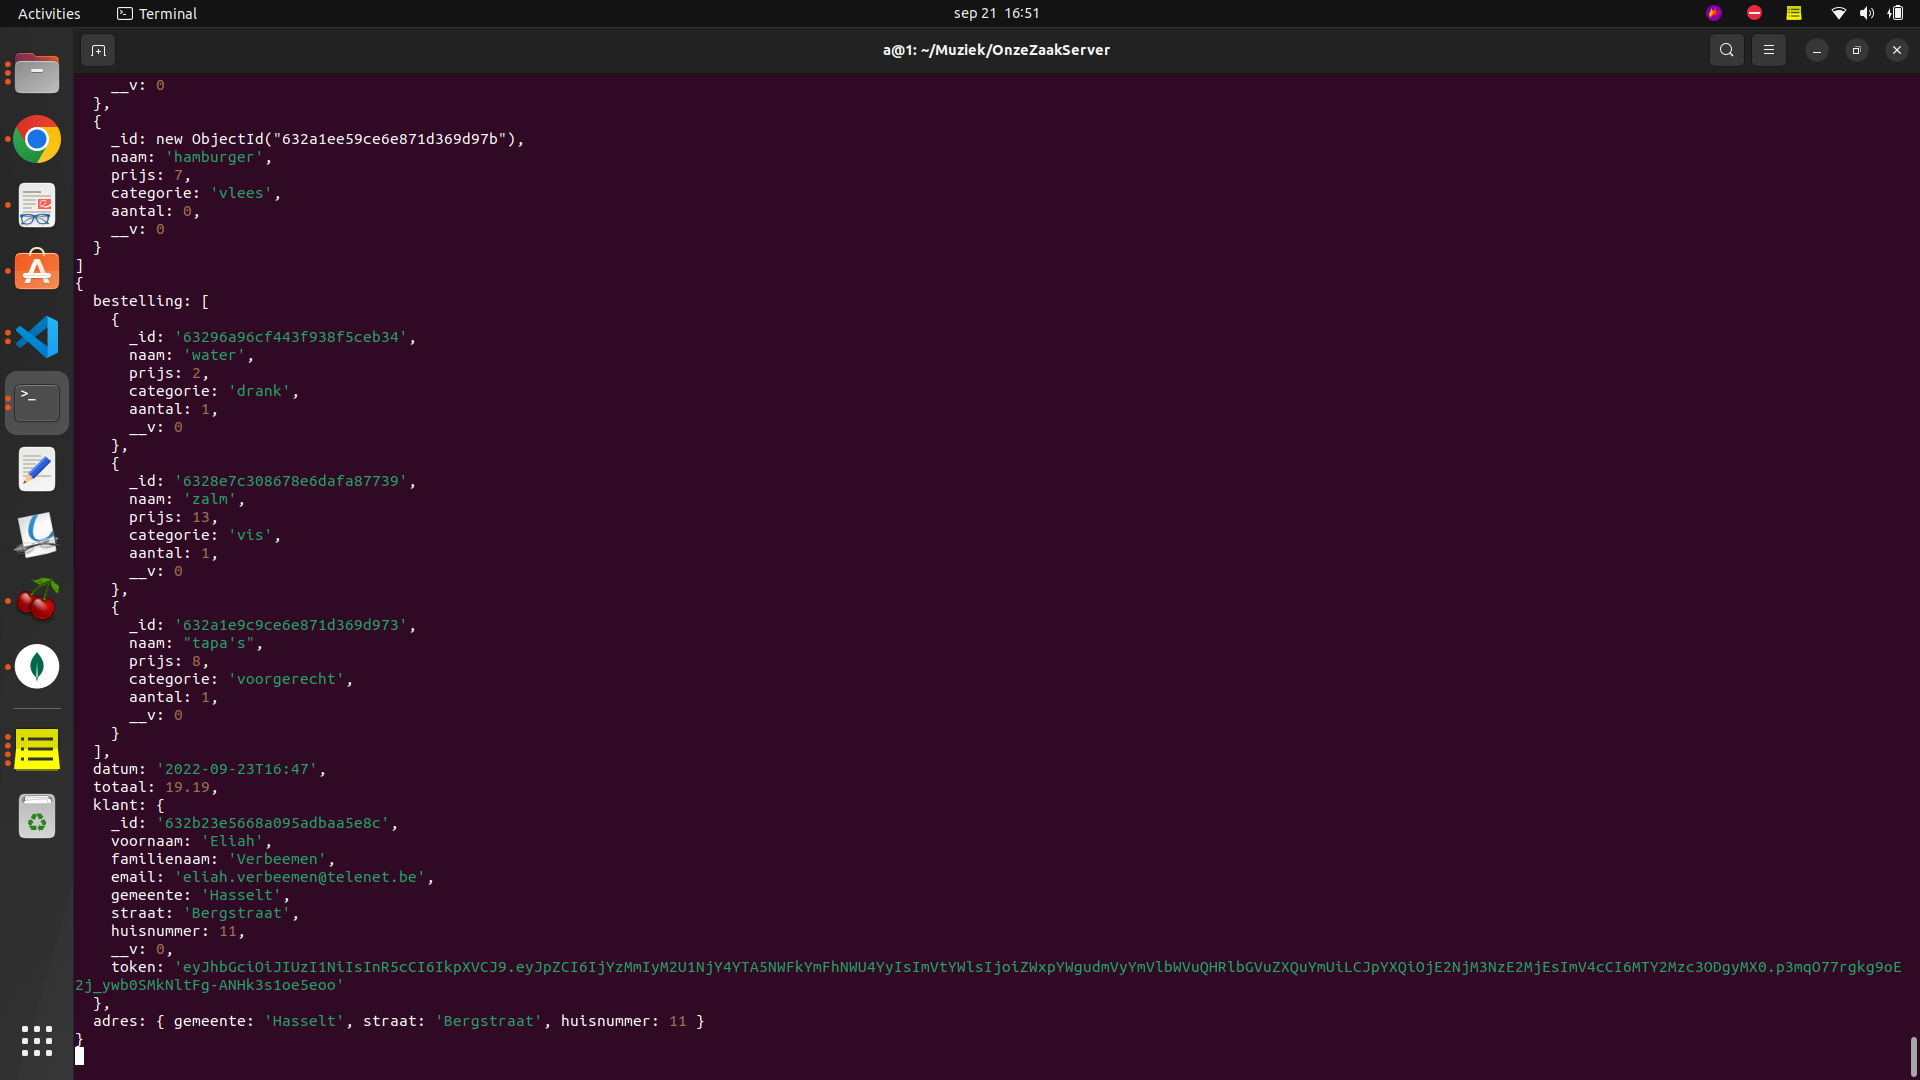 Activities
Terminal
sep 21 16:51
a@1: ~/Muziek/OnzeZaakServer
__v: 0
},
{
_id: new ObjectId("632a1ee59ce6e871d369d97b"),
naam: 'hamburger',
prijs: 7,
categorie: 'vlees',
aantal: 0,
__v: 0
}
]
{
bestelling: [
{
_id: '63296a96cf443f938f5ceb34',
naam: 'water',
prijs: 2,
categorie: 'drank',
aantal: 1,
__v: 0
},
{
_id: '6328e7c308678e6dafa87739',
naam: 'zalm',
prijs: 13,
categorie: 'vis',
aantal: 1,
__v: 0
},
{
_id: '632a1e9c9ce6e871d369d973',
naam: "tapa's",
prijs: 8,
categorie: 'voorgerecht',
aantal: 1,
__v: 0
}
],
datum: '2022-09-23T16:47',
totaal: 19.19,
klant: {
_id: '632b23e5668a095adbaa5e8c',
voornaam: 'Eliah',
familienaam: 'Verbeemen',
email: 'eliah.verbeemen@telenet.be',
gemeente: 'Hasselt',
straat: 'Bergstraat',
huisnummer: 11,
__v: 0,
token: 'eyJhbGciOiJIUzI1NiIsInR5cCI6IkpXVCJ9.eyJpZCI6IjYzMmIyM2U1NjY4YTA5NWFkYmFhNWU4YyIsImVtYWlsIjoiZWxpYWgudmVyYmVlbWVuQHRlbGVuZXQuYmUiLCJpYXQiOjE2NjM3NzE2MjEsImV4cCI6MTY2Mzc3ODgyMX0.p3mqO77rgkg9oE
2j_ywb0SMkNltFg-ANHk3s1oe5eoo'
},
adres: { gemeente: 'Hasselt', straat: 'Bergstraat', huisnummer: 11 }
}